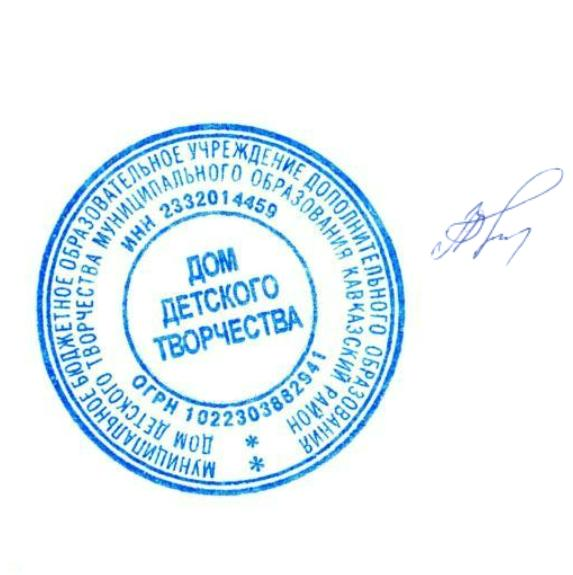 МУНИЦИПАЛЬНОЕ БЮДЖЕТНОЕ ОБРАЗОВАТЕЛЬНОЕ УЧРЕЖДЕНИЕ ДОПОЛНИТЕЛЬНОГО ОБРАЗОВАНИЯ
ДОМ ДЕТСКОГО ТВОРЧЕСТВА МУНИЦИПАЛЬНОГО ОБРАЗОВАНИЯ КАВКАЗСКИЙ РАЙОН
ИНН 2332014459
ДОМ
ДЕТСКОГО
ТВОРЧЕСТВА
ОГРН 1022303882941
* *